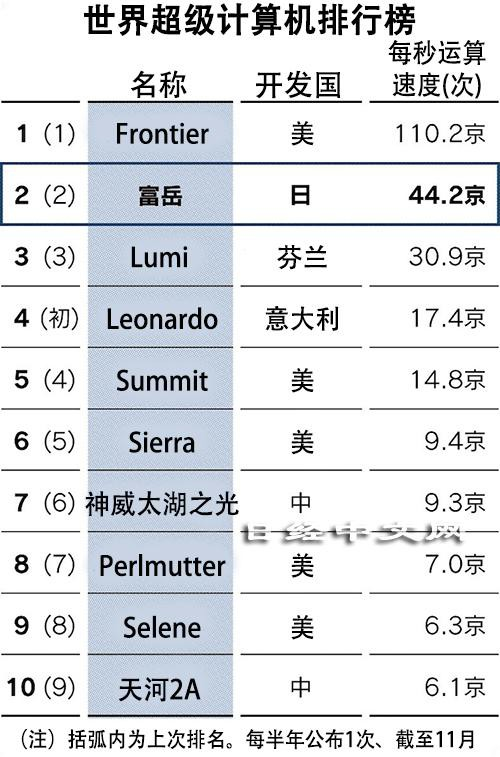 世界超级计算机排行榜
名称 开发国 每秒运算速度(次)
1 (1) Frontier 美 110.2京
2 (2) 富岳 日 44.2京
3 (3) Lumi 芬兰 30.9京
4 (初) Leonardo 意大利 17.4京
5 (4) Summit 美 14.8京
6 (5) Sierra 美 9.4京
7 (6) 神威太湖之光 中 9.3京
日经中文网
8 (7) Perlmutter 美 7.0京
9 (8) Selene 美 6.3京
10 (9) 天河2A 中 6.1京
（注）括弧内为上次排名。每半年公布1次、截至11月